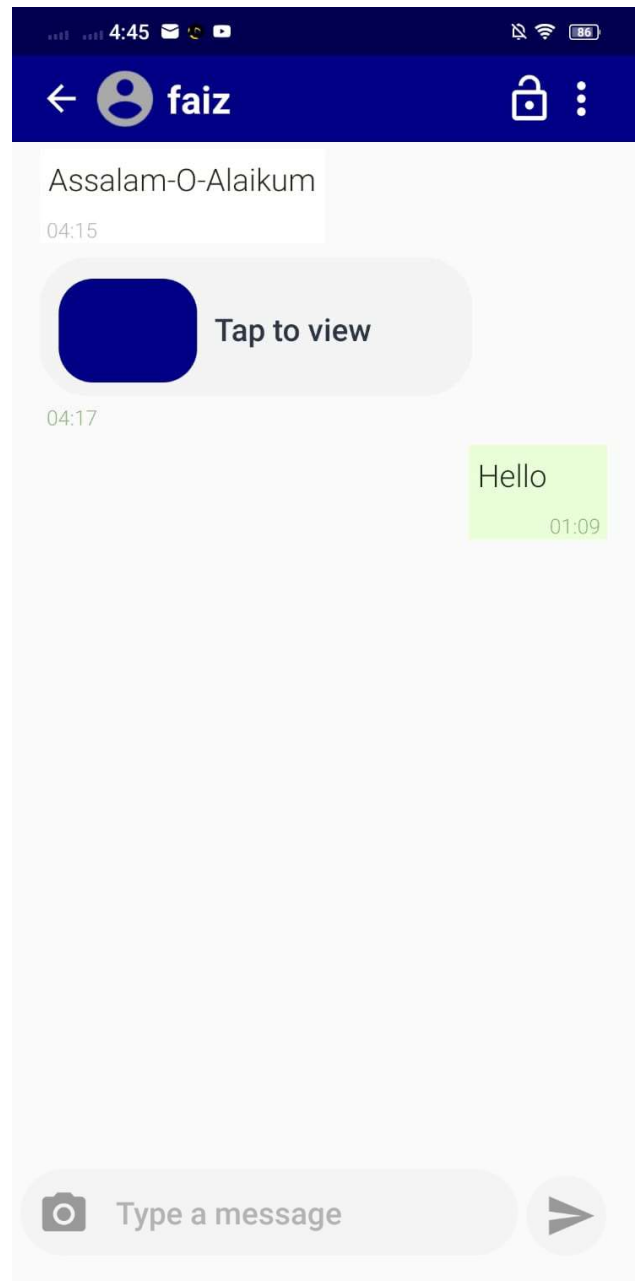 4:45
86
faiz
Assalam-O-Alaikum
04:15
Tap to view
04:17
Hello
01:09
Type a message